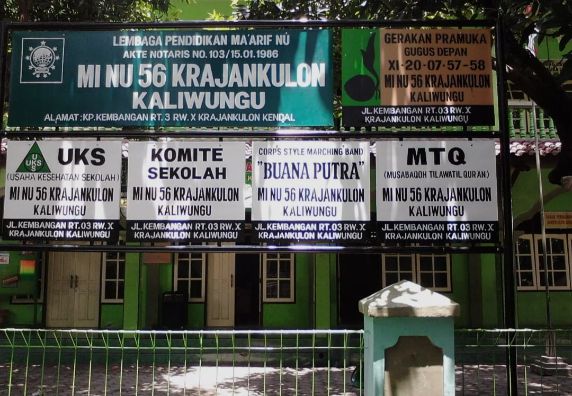 LEMBAGA PENDIDIKAN MA'ARIF NU
AKTE NOTARIS NO. 103/15.01.1986
MI NU 56 KRAJANKULON
KALIWUNGU
ALAMAT: KP.KEMBANGAN RT. 3 RW. X KRAJANKULON KENDAL
GERAKAN PRAMUKA
GUGUS DEPAN
XI-20-07-57-58
MI NU 56 KRAJANKULON
KALIWUNGU
JL.KEMBANGAN RT.03 RW.X
KRAJANKULON KALIWUNGU
UKS
UKS
(USAHA KESEHATAN SEKOLAH)
MI NU 56 KRAJANKULON
KALIWUNGU
JL.KEMBANGAN RT. 03 RW. X
KRAJANKULON KALIWUNGU
KOMITE
SEKOLAH
MI NU 56 KRAJANKULON
KALIWUNGU
JL.KEMBANGAN RT. 03 RW.X
KRAJANKULON KALIWUNGU
CORPS STYLE MARCHING BAND
"BUANA PUTRA"
MI NU 56 KRAJANKULON
KALIWUNGU
JL.KEMBANGAN RT. 03 RW.X
KRAJANKULON KALIWUNGU
MTQ
(MUSABAQOH TILAWATIL QUR'AN)
MI NU 56 KRAJANKULON
KALIWUNGU
JL.KEMBANGAN RT. 03 RW. X
KRAJANKULON KALIWUNGU